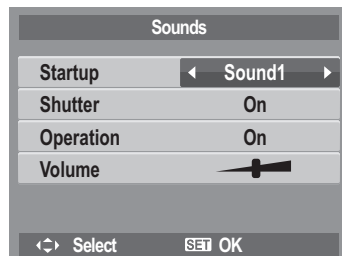 Sounds
Startup Sound1
Shutter On
Operation On
Volume
Select SET OK